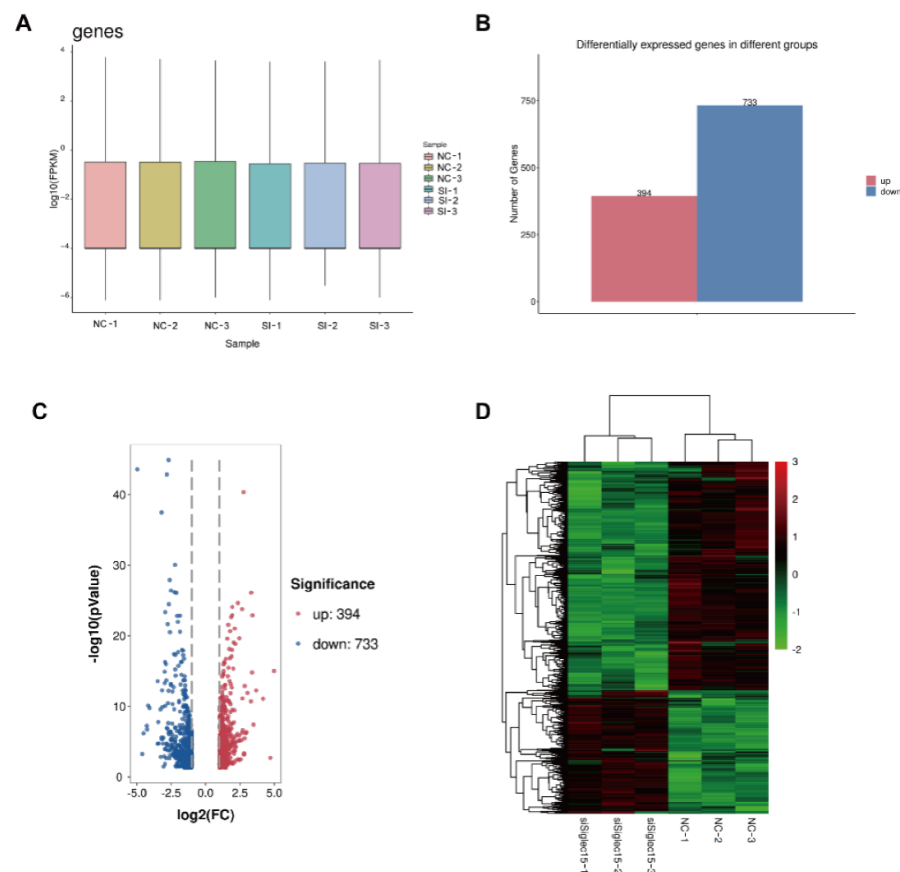 A
genes
4
2
0
−2
−4
−6
log10(FPKM)
NC-1
NC-2
NC-3
SI-1
SI-2
SI-3
Sample
Sample
NC-1
NC-2
NC-3
SI-1
SI-2
SI-3
B
Differentially expressed genes in different groups
750
500
250
0
Number of Genes
394
733
up
down
C
40
30
20
10
0
-log10(pValue)
-5.0
-2.5
0.0
2.5
5.0
log2(FC)
Significance
up: 394
down: 733
D
3
2
1
0
-1
-2
siSiglec15-1
siSiglec15-2
siSiglec15-3
NC-1
NC-2
NC-3